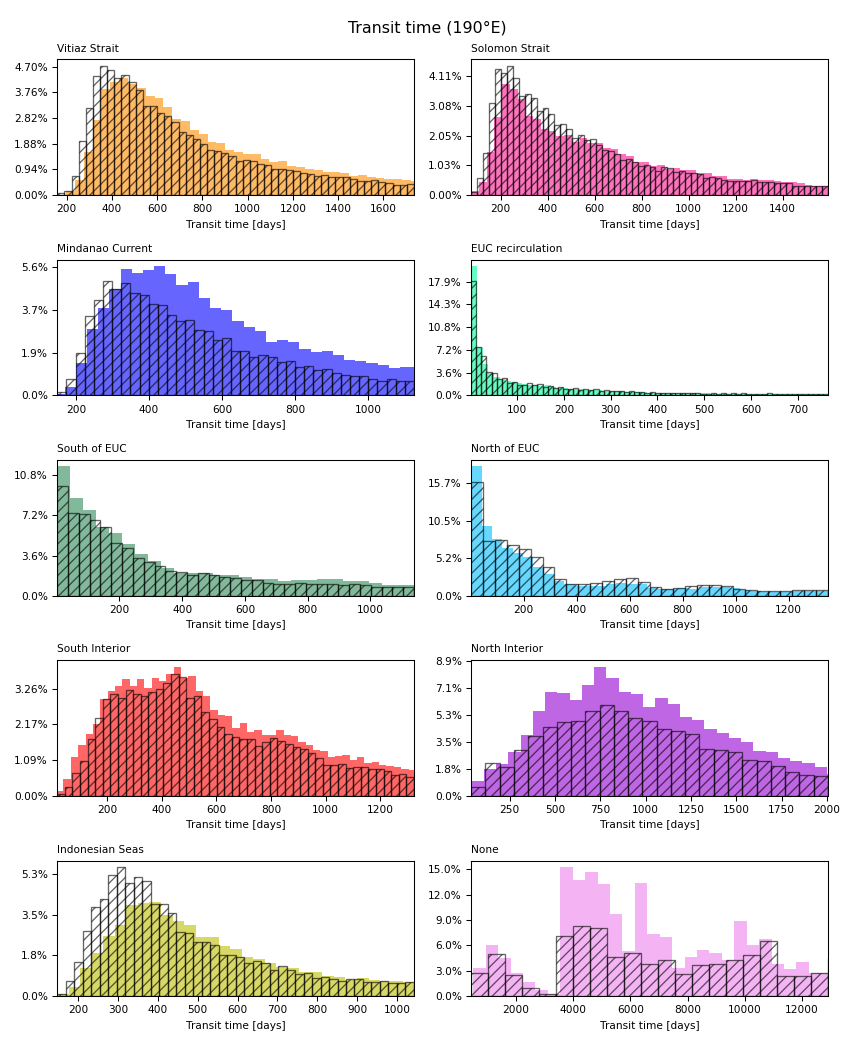 Transit time (190°E)
Vitiaz Strait
4.70%
3.76%
2.82%
1.88%
0.94%
0.00%
200 400 600 800 1000 1200 1400 1600
Transit time [days]
Solomon Strait
4.11%
3.08%
2.05%
1.03%
0.00%
200 400 600 800 1000 1200 1400
Transit time [days]
Mindanao Current
5.6%
3.7%
1.9%
0.0%
200 400 600 800 1000
Transit time [days]
EUC recirculation
17.9%
14.3%
10.8%
7.2%
3.6%
0.0%
100 200 300 400 500 600 700
Transit time [days]
South of EUC
10.8%
7.2%
3.6%
0.0%
200 400 600 800 1000
Transit time [days]
North of EUC
15.7%
10.5%
5.2%
0.0%
200 400 600 800 1000 1200
Transit time [days]
South Interior
3.26%
2.17%
1.09%
0.00%
200 400 600 800 1000 1200
Transit time [days]
North Interior
8.9%
7.1%
5.3%
3.5%
1.8%
0.0%
250 500 750 1000 1250 1500 1750 2000
Transit time [days]
Indonesian Seas
5.3%
3.5%
1.8%
0.0%
200 300 400 500 600 700 800 900 1000
Transit time [days]
None
15.0%
12.0%
9.0%
6.0%
3.0%
0.0%
2000 4000 6000 8000 10000 12000
Transit time [days]